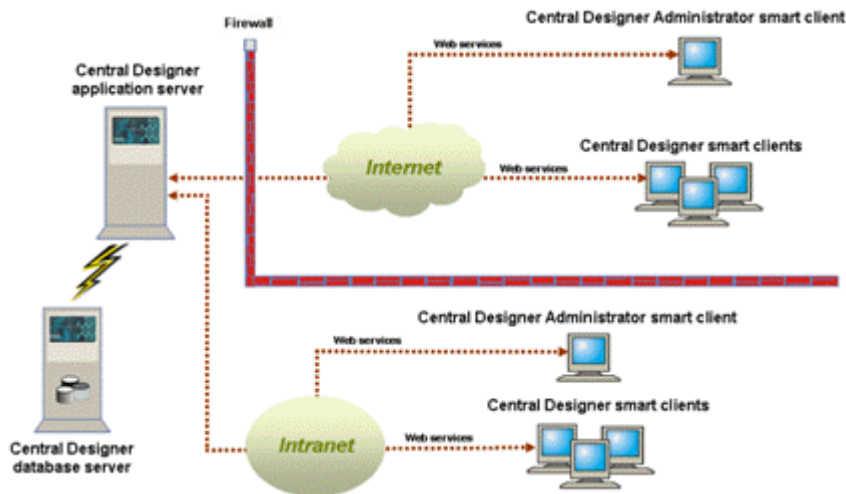 Central Designer Administrator smart client
Firewall
Web services
Central Designer
application server
Central Designer smart clients
Internet
Web services
Central Designer Administrator smart client
Web services
Central Designer smart clients
Central Designer
database server
Intranet
Web services